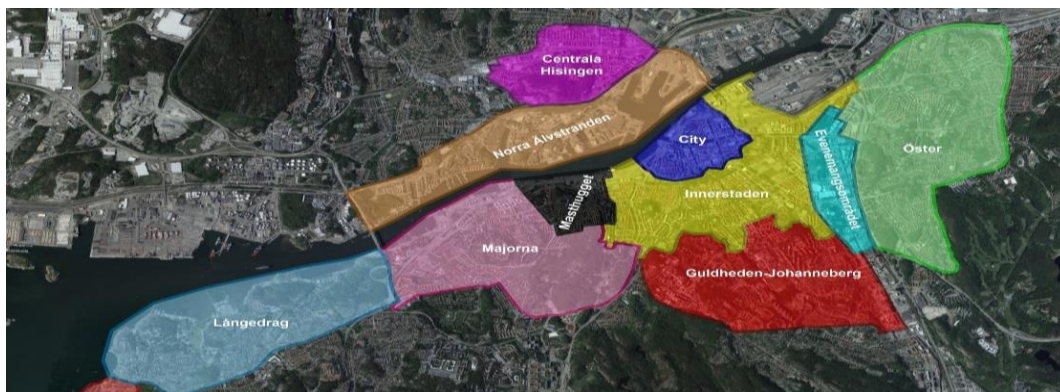 Centrala
Hisingen
Norra Älvstranden
City
Öster
Evenemangsområdet
Masthugget
Innerstaden
Majorna
Guldheden-Johanneberg
Långedrag